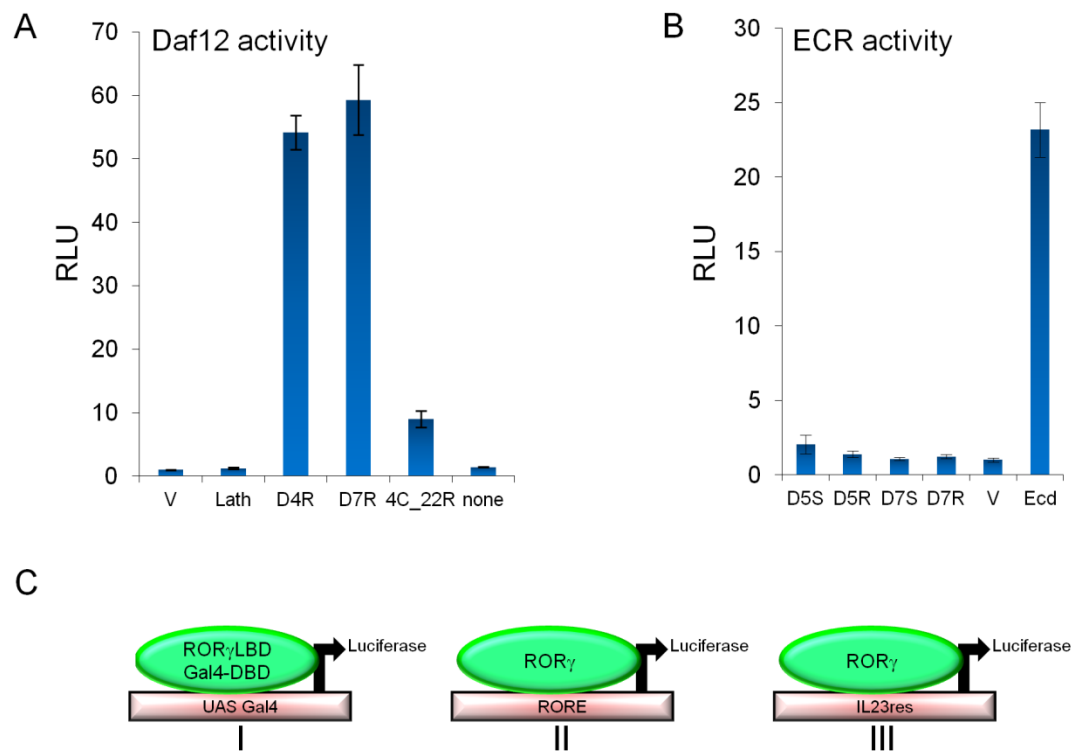 A
Daf12 activity
RLU
70
60
50
40
30
20
10
0
V Lath D4R D7R 4C_22R none
B
ECR activity
RLU
30
25
20
15
10
5
0
D5S D5R D7S D7R V Ecd
C
RORγLBD
Gal4-DBD
Luciferase
UAS Gal4
I
RORγ
Luciferase
RORE
II
RORγ
Luciferase
IL23res
III